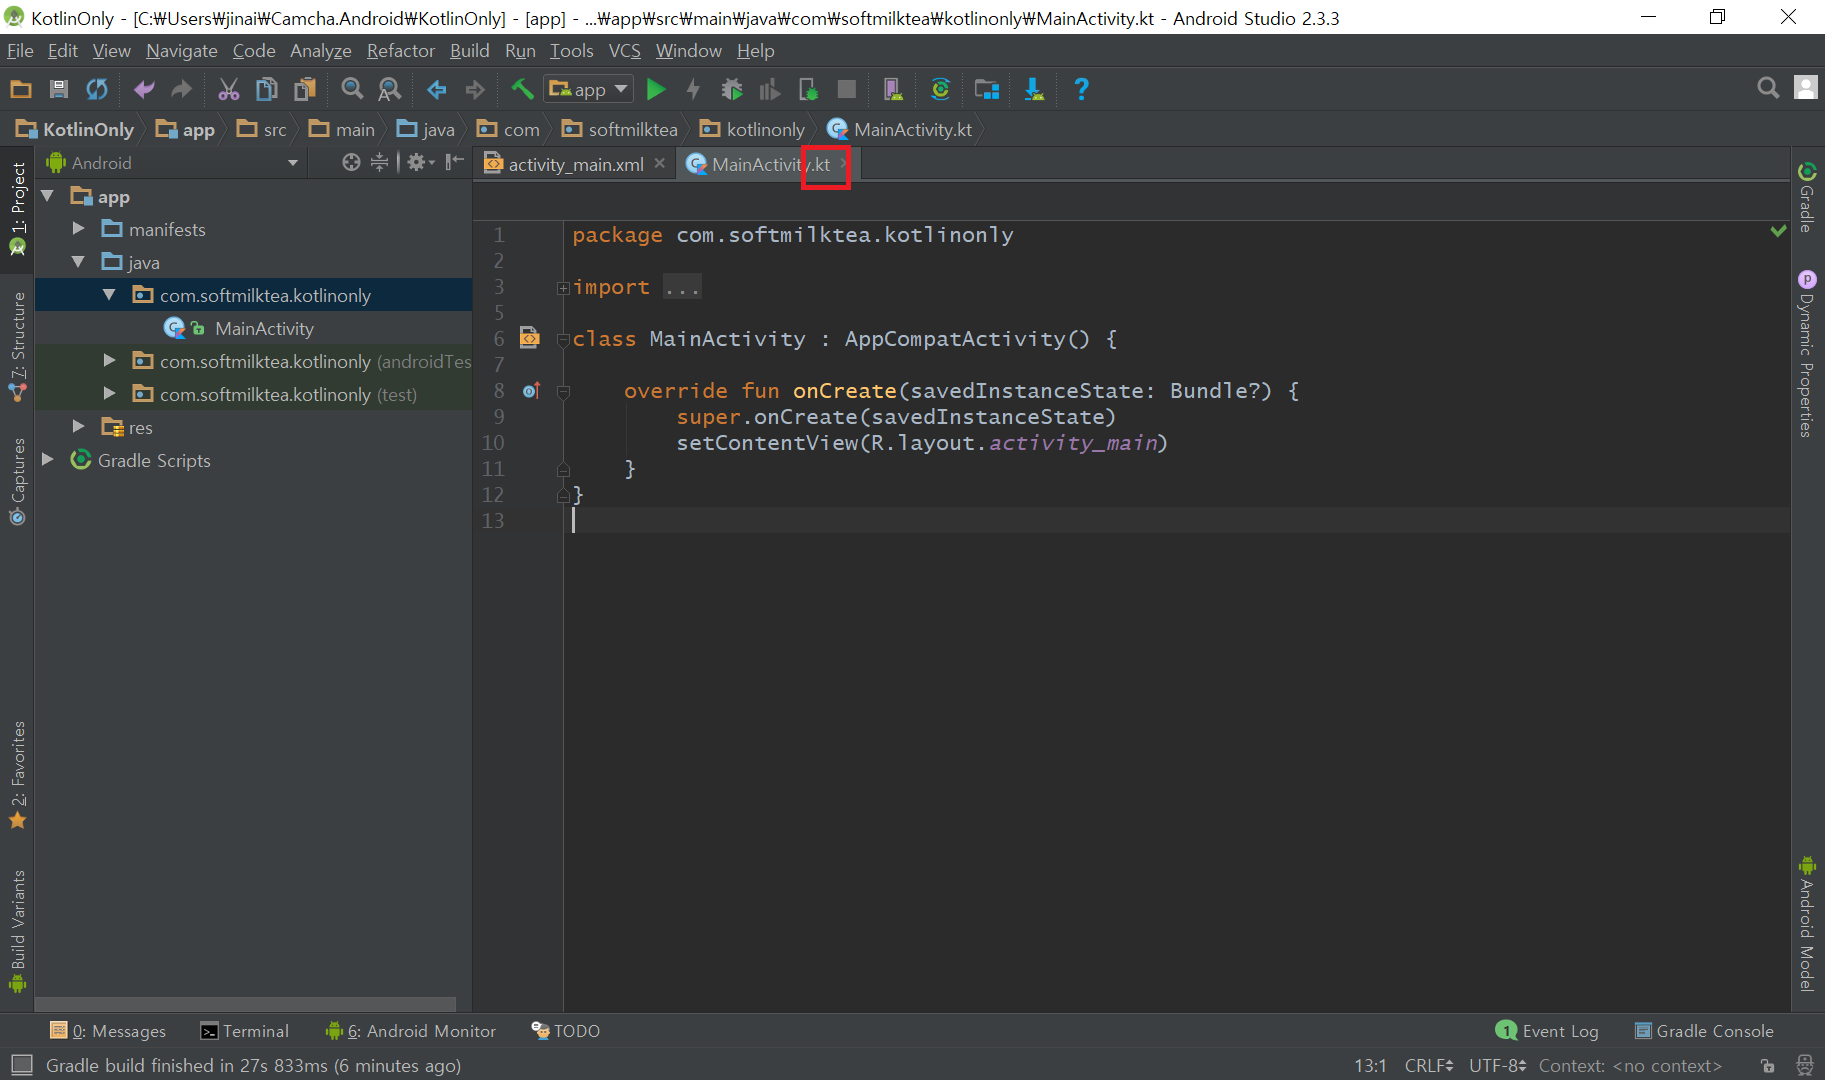 KotlinOnly - [C:₩Users₩jinai₩Camcha.Android₩KotlinOnly] - [app] - ...₩app₩src₩main₩java₩com₩softmilktea₩kotlinonly₩MainActivity.kt - Android Studio 2.3.3
File Edit View Navigate Code Analyze Refactor Build Run Tools VCS Window Help
app
KotlinOnly app src main java com softmilktea kotlinonly MainActivity.kt
Android
activity_main.xml MainActivity.kt
1: Project
7: Structure
Captures
2: Favorites
Build Variants
app
manifests
java
com.softmilktea.kotlinonly
MainActivity
com.softmilktea.kotlinonly (androidTes
com.softmilktea.kotlinonly (test)
res
Gradle Scripts
1 package com.softmilktea.kotlinonly
2
3 import ...
5
6 class MainActivity : AppCompatActivity() {
7
8 override fun onCreate(savedInstanceState: Bundle?) {
9 super.onCreate(savedInstanceState)
10 setContentView(R.layout.activity_main)
11 }
12 }
13
Gradle
Dynamic Properties
Android Model
0: Messages Terminal 6: Android Monitor TODO 1 Event Log Gradle Console
Gradle build finished in 27s 833ms (6 minutes ago) 13:1 CRLF UTF-8 Context: <no context>